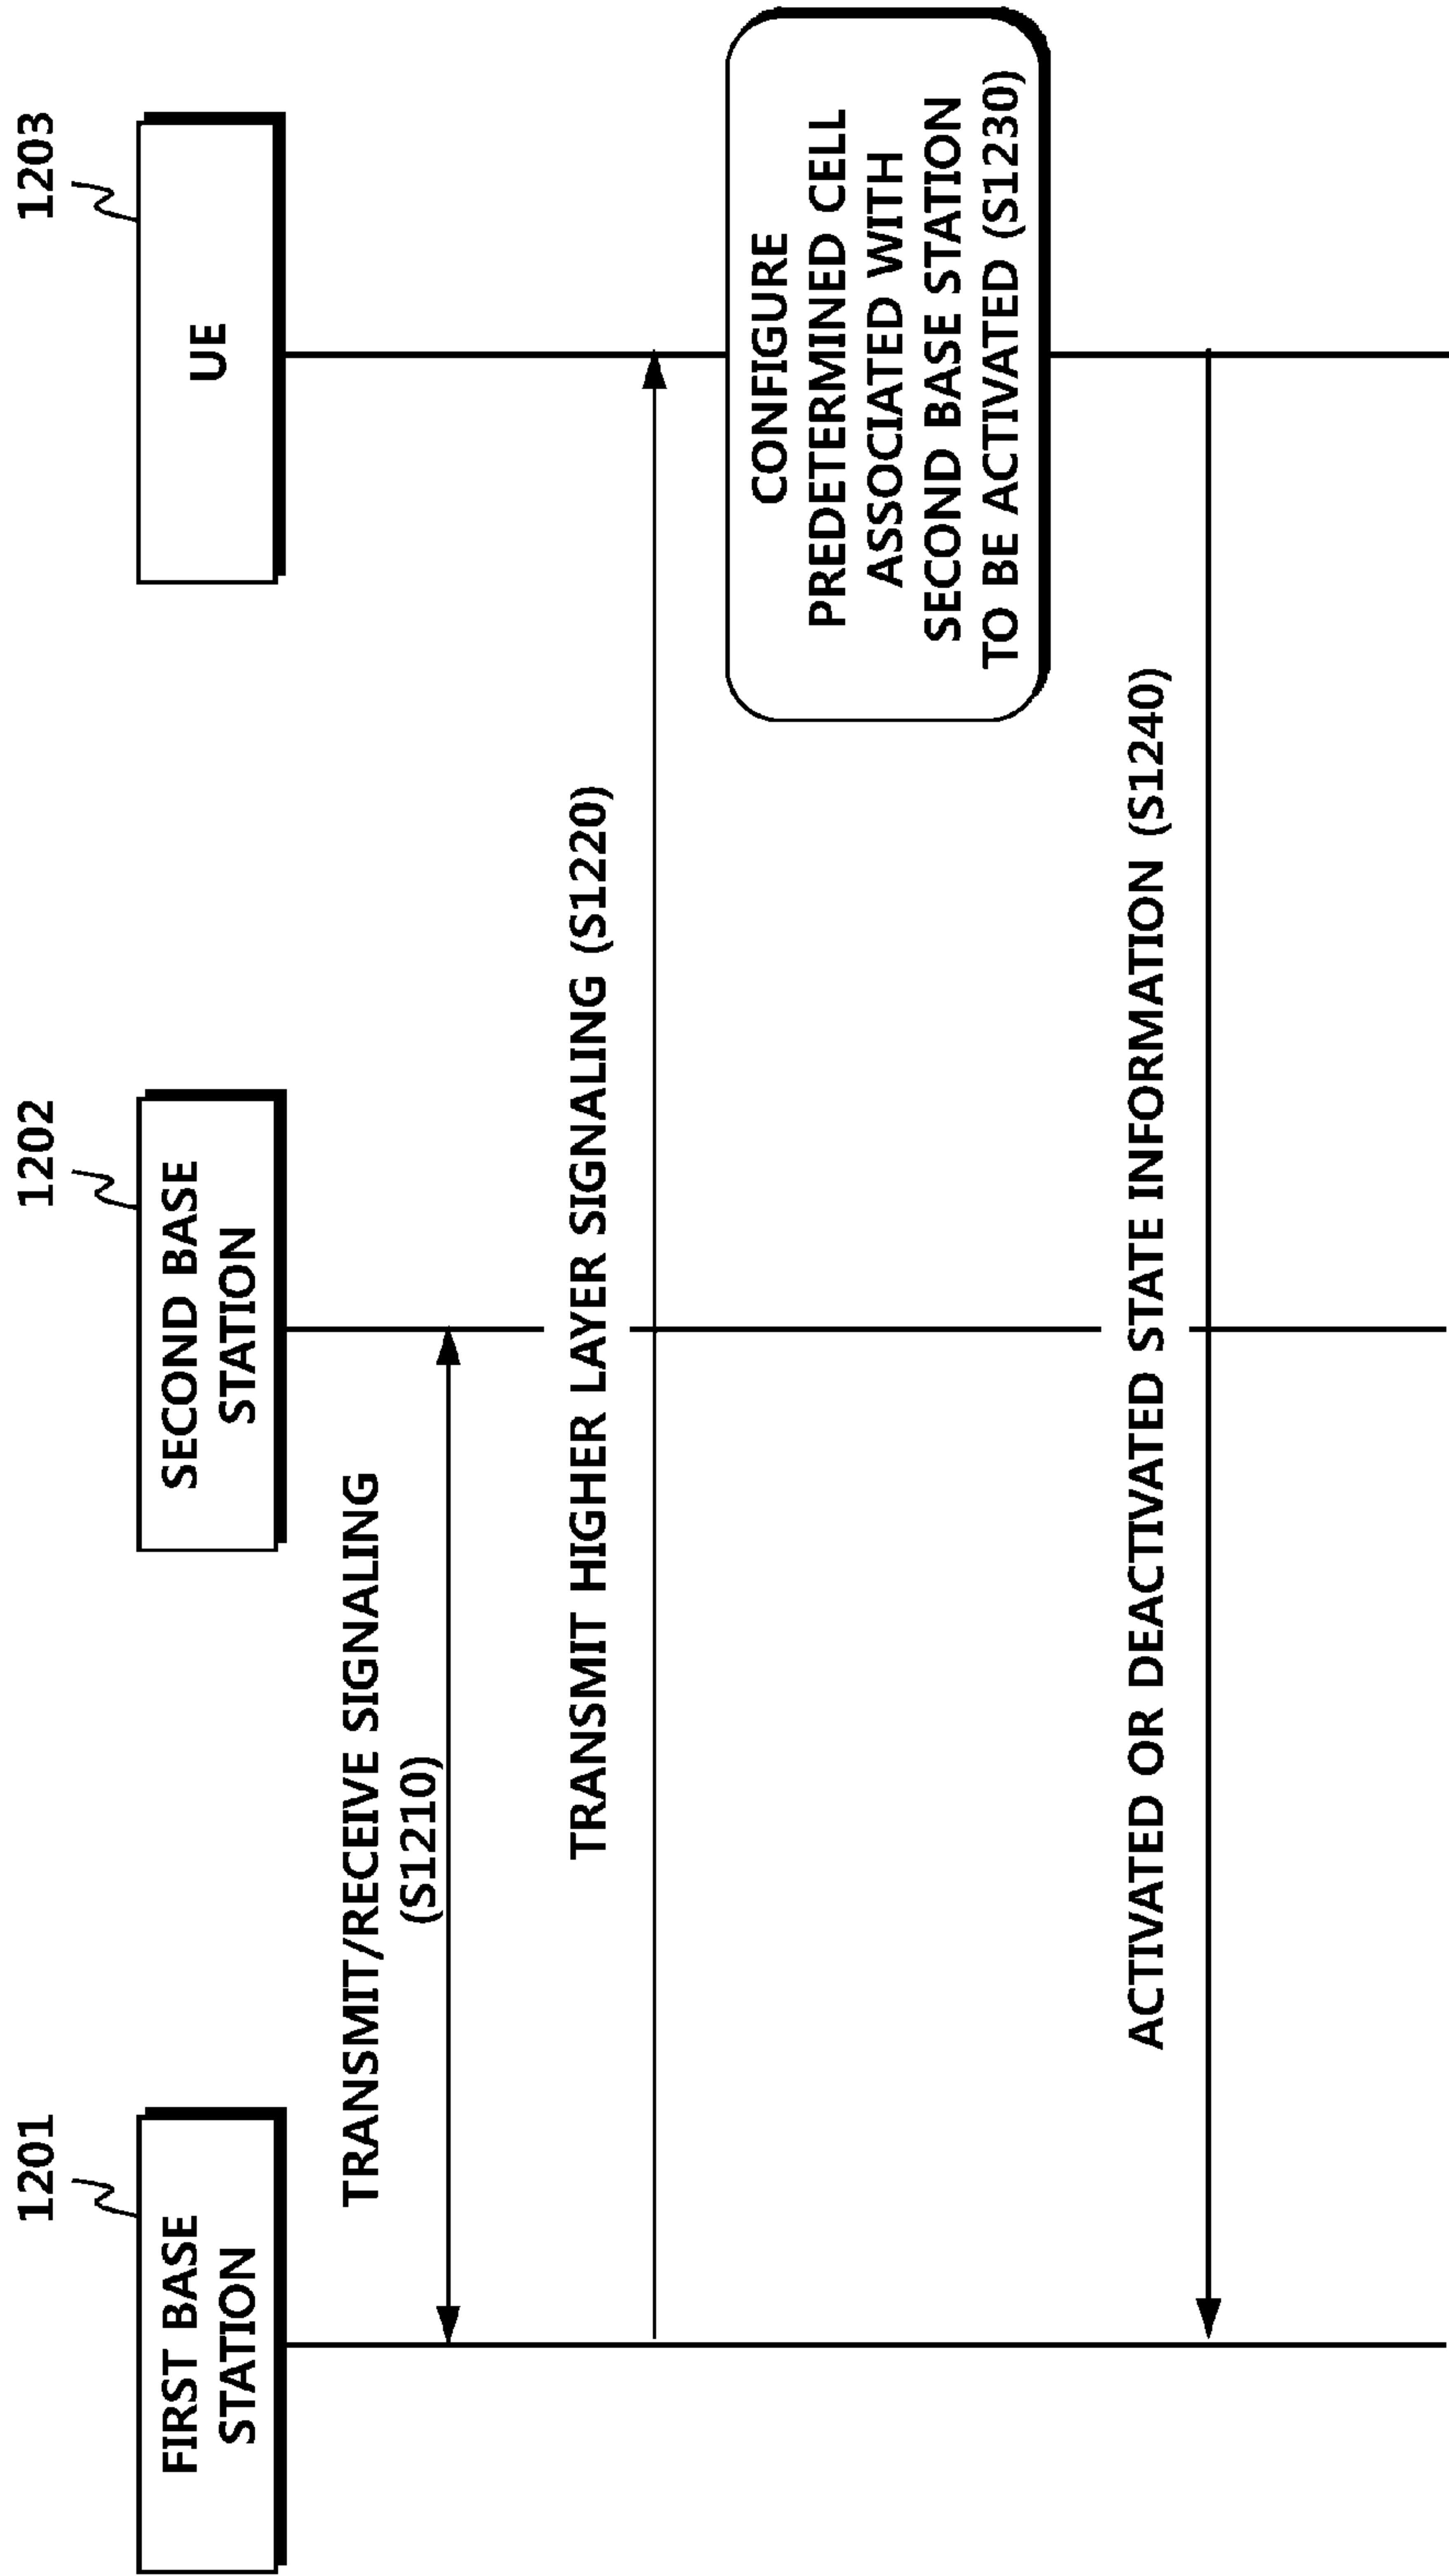 1201
1202
1203
FIRST BASE
STATION
SECOND BASE
STATION
UE
TRANSMIT/RECEIVE SIGNALING
(S1210)
TRANSMIT HIGHER LAYER SIGNALING (S1220)
CONFIGURE
PREDETERMINED CELL
ASSOCIATED WITH
SECOND BASE STATION
TO BE ACTIVATED (S1230)
ACTIVATED OR DEACTIVATED STATE INFORMATION (S1240)